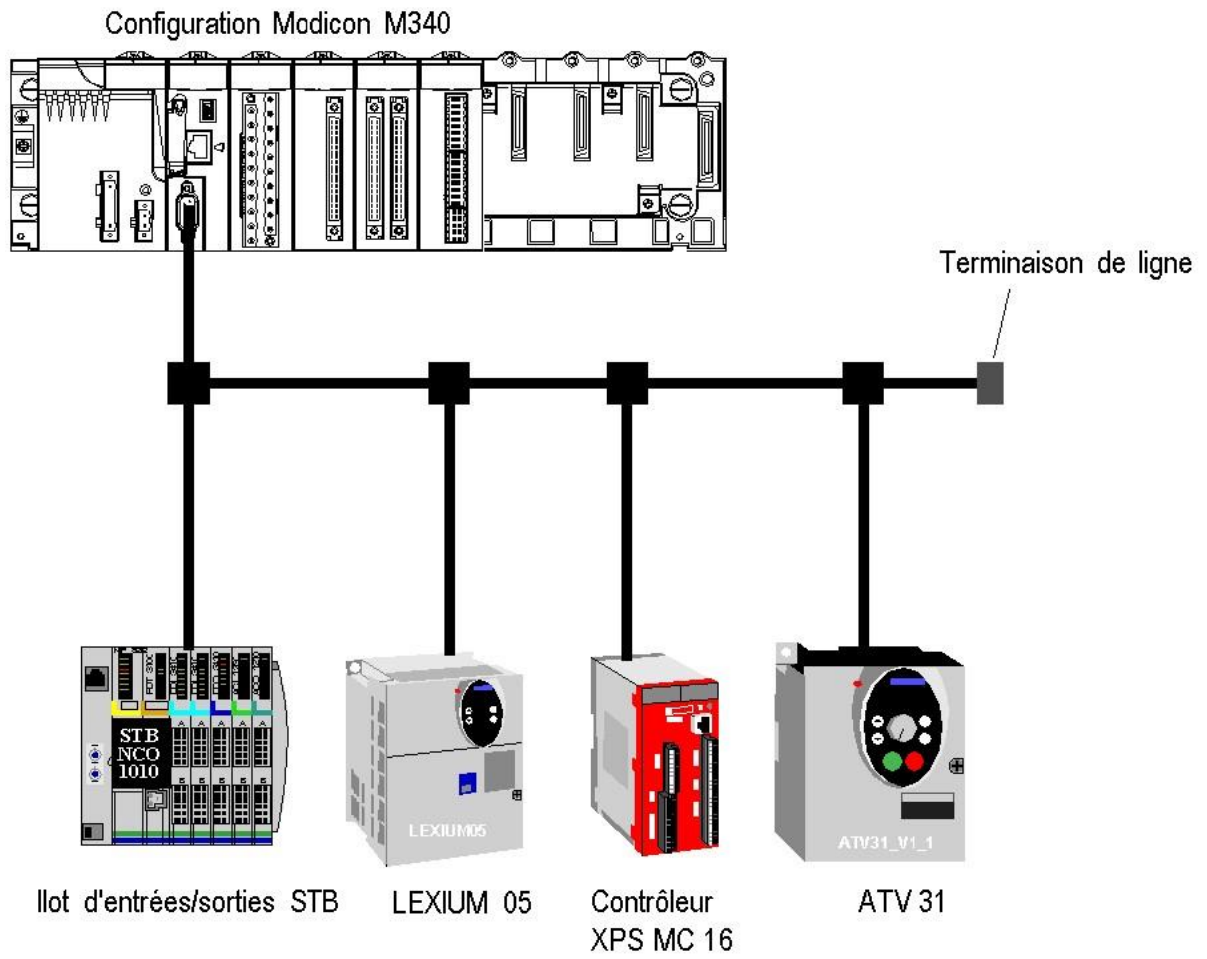 Configuration Modicon M340
Terminaison de ligne
STB
NCO
1010
LEXIUM05
ATV31_V1_1
Ilot d'entrées/sorties STB
LEXIUM 05
Contrôleur
XPS MC 16
ATV 31